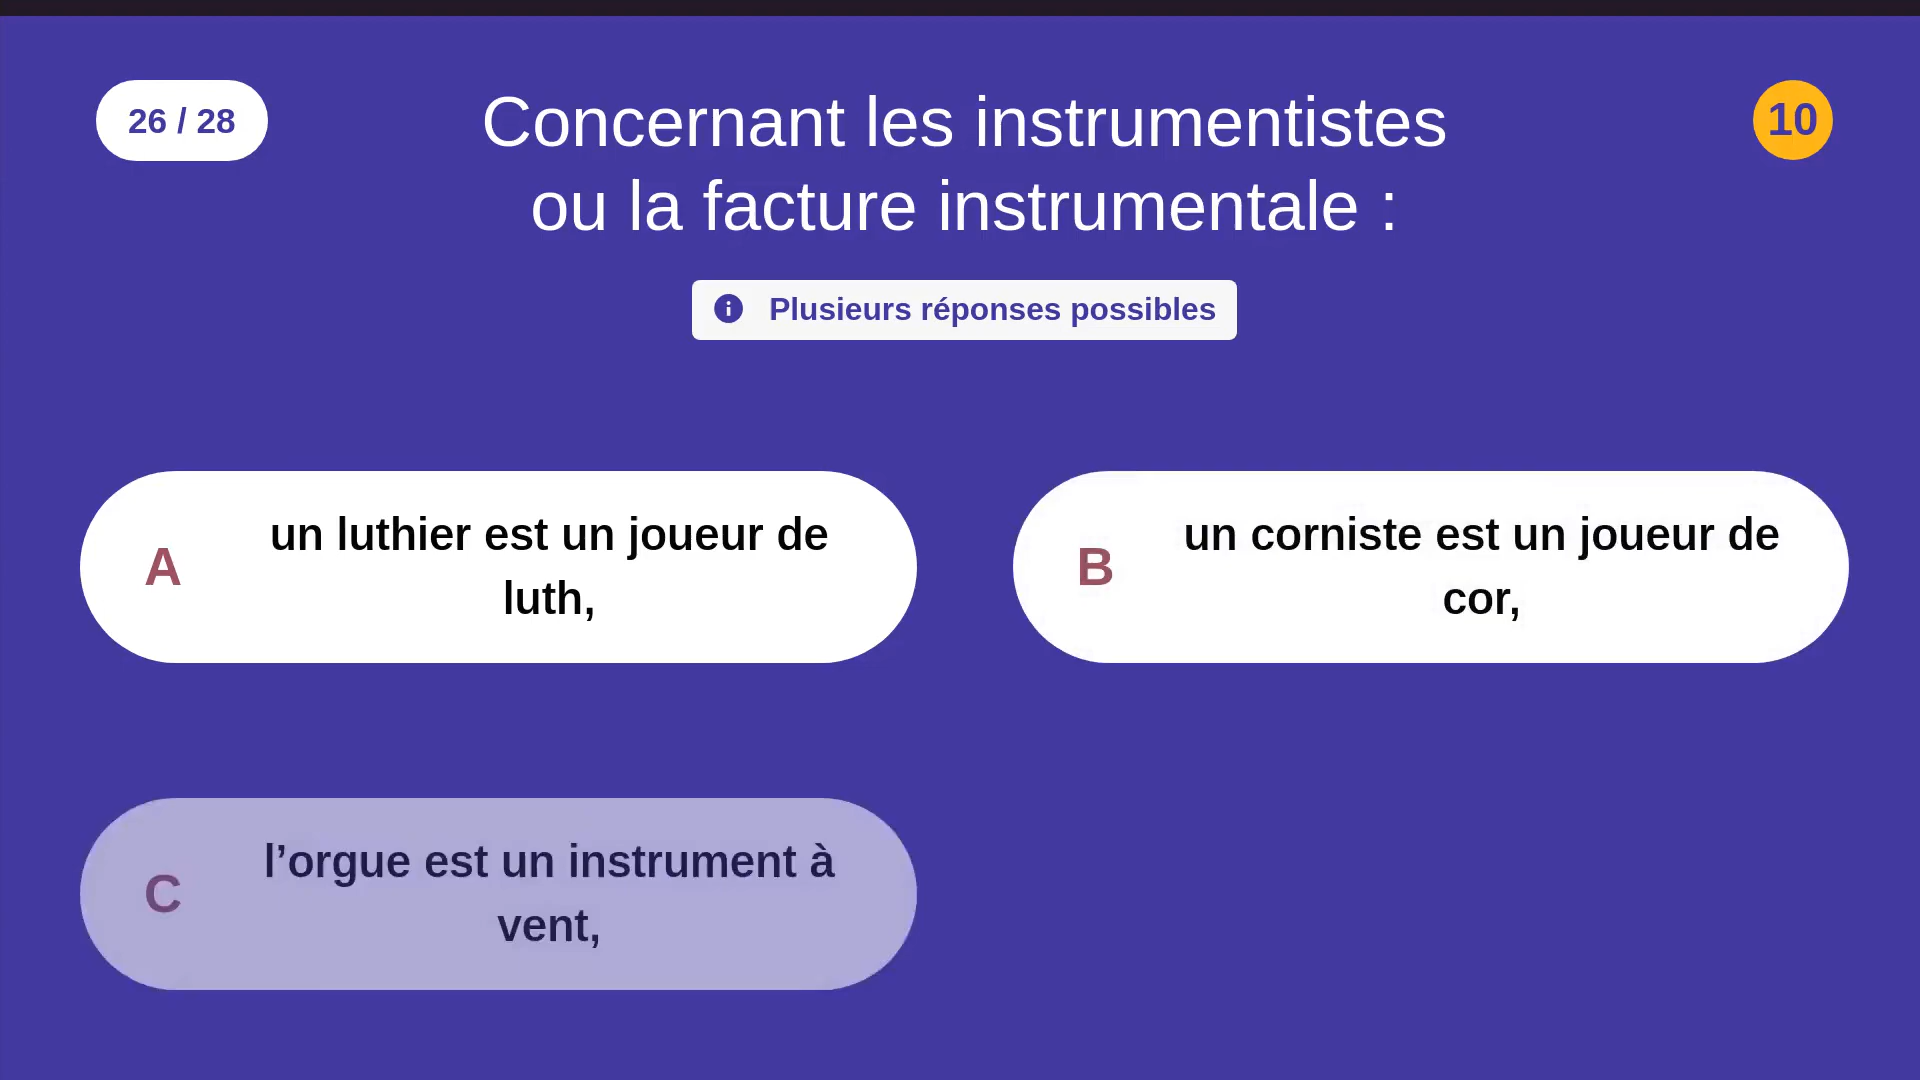 26 / 28
Concernant les instrumentistes
ou la facture instrumentale :
10
Plusieurs réponses possibles
A
un luthier est un joueur de
luth,
B
un corniste est un joueur de
cor,
C
l’orgue est un instrument à
vent,